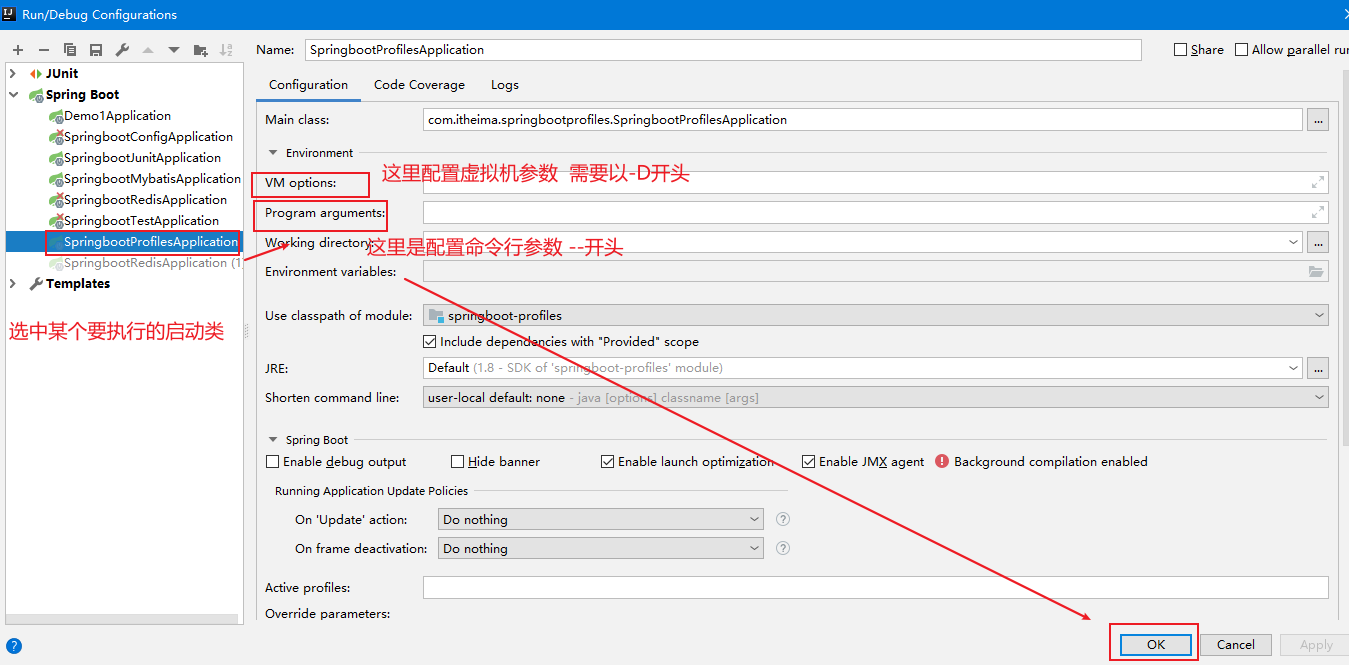 Run/Debug Configurations
Name: SpringbootProfilesApplication
Share
Allow parallel run
JUnit
Spring Boot
Demo1Application
SpringbootConfigApplication
SpringbootJunitApplication
SpringbootMybatisApplication
SpringbootRedisApplication
SpringbootTestApplication
SpringbootProfilesApplication
SpringbootRedisApplication (1)
Templates
选中某个要执行的启动类
Configuration
Code Coverage
Logs
Main class: com.itheima.springbootprofiles.SpringbootProfilesApplication
...
Environment
这里配置虚拟机参数 需要以-D开头
VM options:
Program arguments:
Working directory:
...
这里是配置命令行参数 --开头
Environment variables:
Use classpath of module: springboot-profiles
Include dependencies with "Provided" scope
JRE: Default (1.8 - SDK of 'springboot-profiles' module)
...
Shorten command line: user-local default: none - java [options] classname [args]
Spring Boot
Enable debug output
Hide banner
Enable launch optimization
Enable JMX agent
Background compilation enabled
Running Application Update Policies
On 'Update' action: Do nothing
?
On frame deactivation: Do nothing
?
Active profiles:
Override parameters:
?
OK
Cancel
Apply